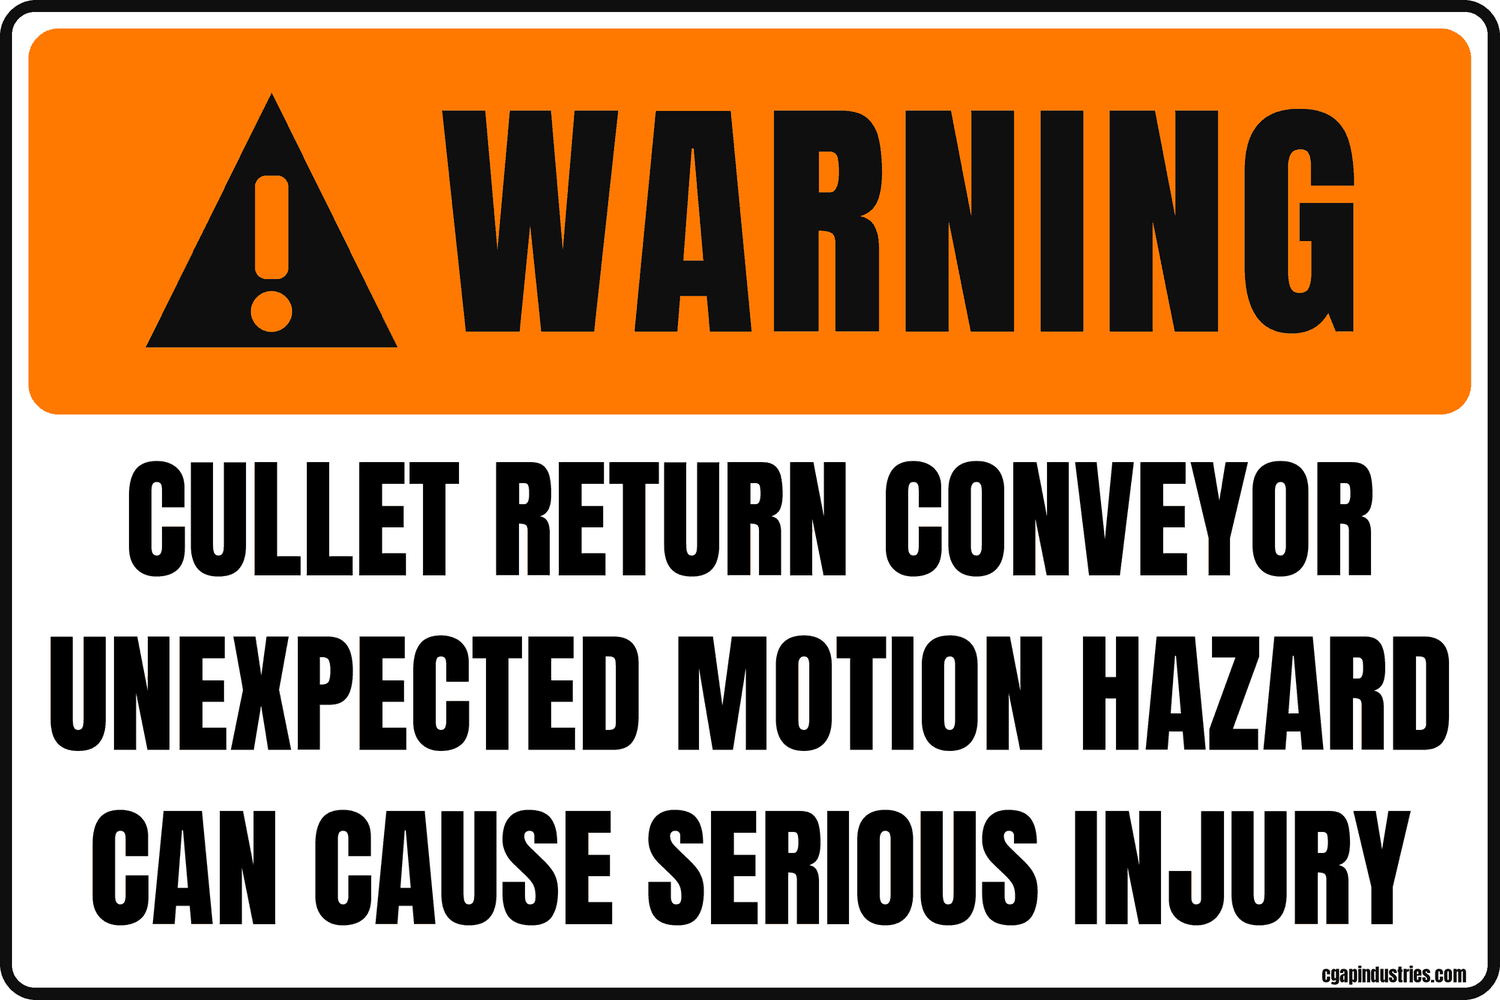 WARNING
CULLET RETURN CONVEYOR
UNEXPECTED MOTION HAZARD
CAN CAUSE SERIOUS INJURY
cgapindustries.com